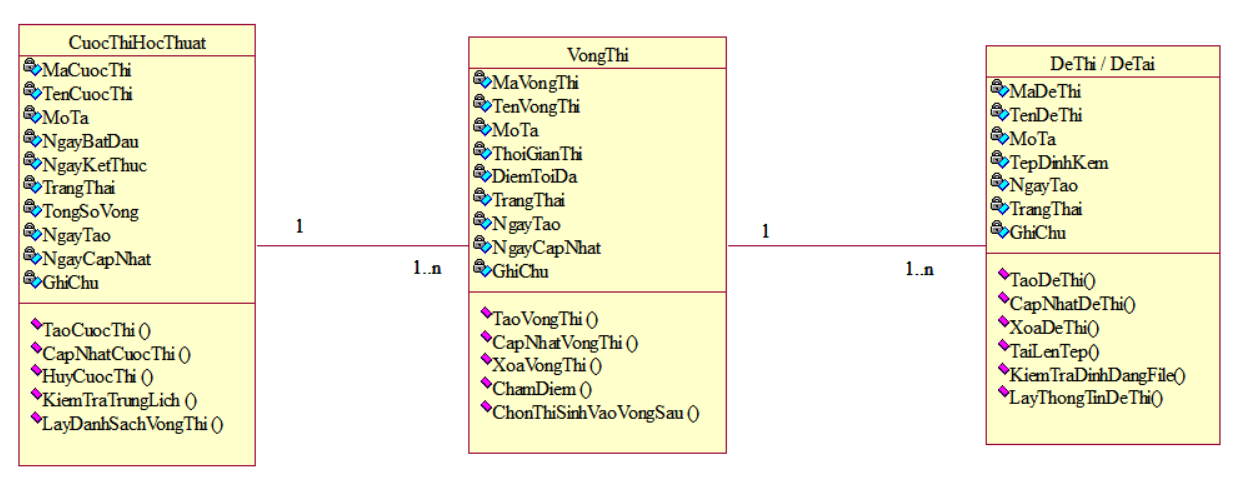 CuocThiHocThuat
MaCuocThi
TenCuocThi
MoTa
NgayBatDau
NgayKetThuc
TrangThai
TongSoVong
NgayTao
NgayCapNhat
GhiChu
TaoCuocThi ()
CapNhatCuocThi ()
HuyCuocThi ()
KiemTraTrungLich ()
LayDanhSachVongThi ()
1
1..n
VongThi
MaVongThi
TenVongThi
MoTa
ThoiGianThi
DiemToiDa
TrangThai
NgayTao
NgayCapNhat
GhiChu
TaoVongThi ()
CapNhatVongThi ()
XoaVongThi ()
ChamDiem ()
ChonThiSinhVaoVongSau ()
1
1..n
DeThi / DeTai
MaDeThi
TenDeThi
MoTa
TepDinhKem
NgayTao
TrangThai
GhiChu
TaoDeThi()
CapNhatDeThi()
XoaDeThi()
TaiLenTep()
KiemTraDinhDangFile()
LayThongTinDeThi()